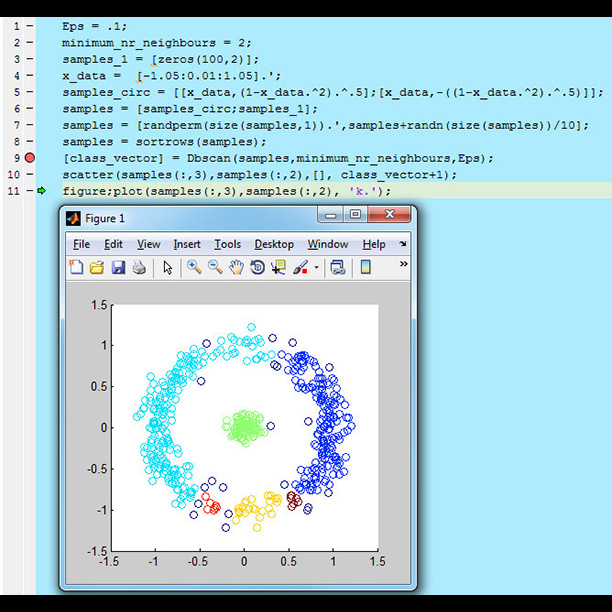 1 - Eps = .1;
2 - minimum_nr_neighbours = 2;
3 - samples_1 = [zeros(100,2)];
4 - x_data =  [-1.05:0.01:1.05].';
5 - samples_circ = [[x_data,(1-x_data.^2).^.5];[x_data,-((1-x_data.^2).^.5)]];
6 - samples = [samples_circ;samples_1];
7 - samples = [randperm(size(samples,1)).',samples+randn(size(samples))/10];
8 - samples = sortrows(samples);
9 [class_vector] = Dbscan(samples,minimum_nr_neighbours,Eps);
10 - scatter(samples(:,3),samples(:,2),[], class_vector+1);
11 - figure;plot(samples(:,3),samples(:,2), 'k.');
Figure 1
File Edit View Insert Tools Desktop Window Help
1.5
1
0.5
0
-0.5
-1
-1.5
-1.5 -1 -0.5 0 0.5 1 1.5